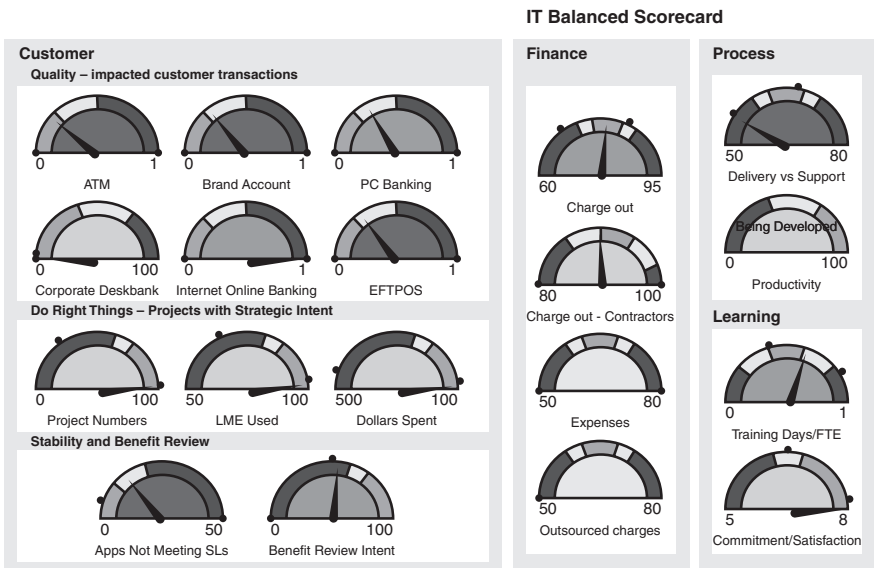 IT Balanced Scorecard
Customer
Quality – impacted customer transactions
0 1
ATM
0 1
Brand Account
0 1
PC Banking
0 100
Corporate Deskbank
0 1
Internet Online Banking
0 1
EFTPOS
Do Right Things – Projects with Strategic Intent
0 100
Project Numbers
50 100
LME Used
500 100
Dollars Spent
Stability and Benefit Review
0 50
Apps Not Meeting SLs
0 100
Benefit Review Intent
Finance
60 95
Charge out
80 100
Charge out - Contractors
50 80
Expenses
50 80
Outsourced charges
Process
50 80
Delivery vs Support
Being Developed
0 100
Productivity
Learning
0 1
Training Days/FTE
5 8
Commitment/Satisfaction